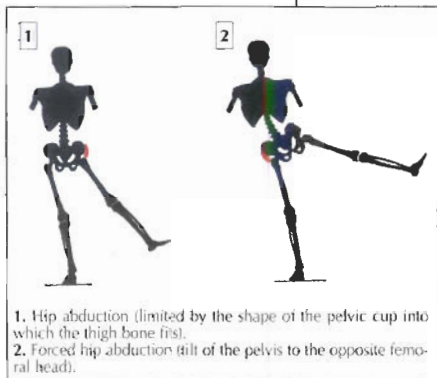 1
2
1. Hip abduction (limited by the shape of the pelvic cup into
which the thigh bone fits).
2. Forced hip abduction (tilt of the pelvis to the opposite femo-
ral head).